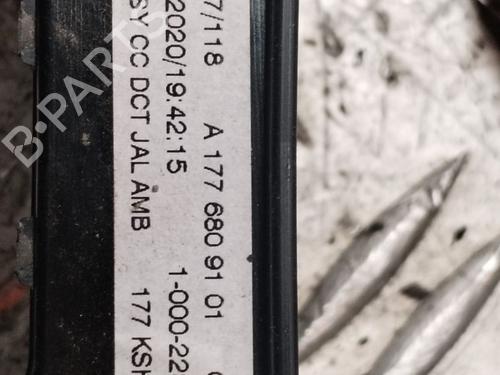 7/118 A 177 680 91 01
2020/19:42:15 1-000-22
SY CC DCT JAL AMB 177 KSH
B-PARTS